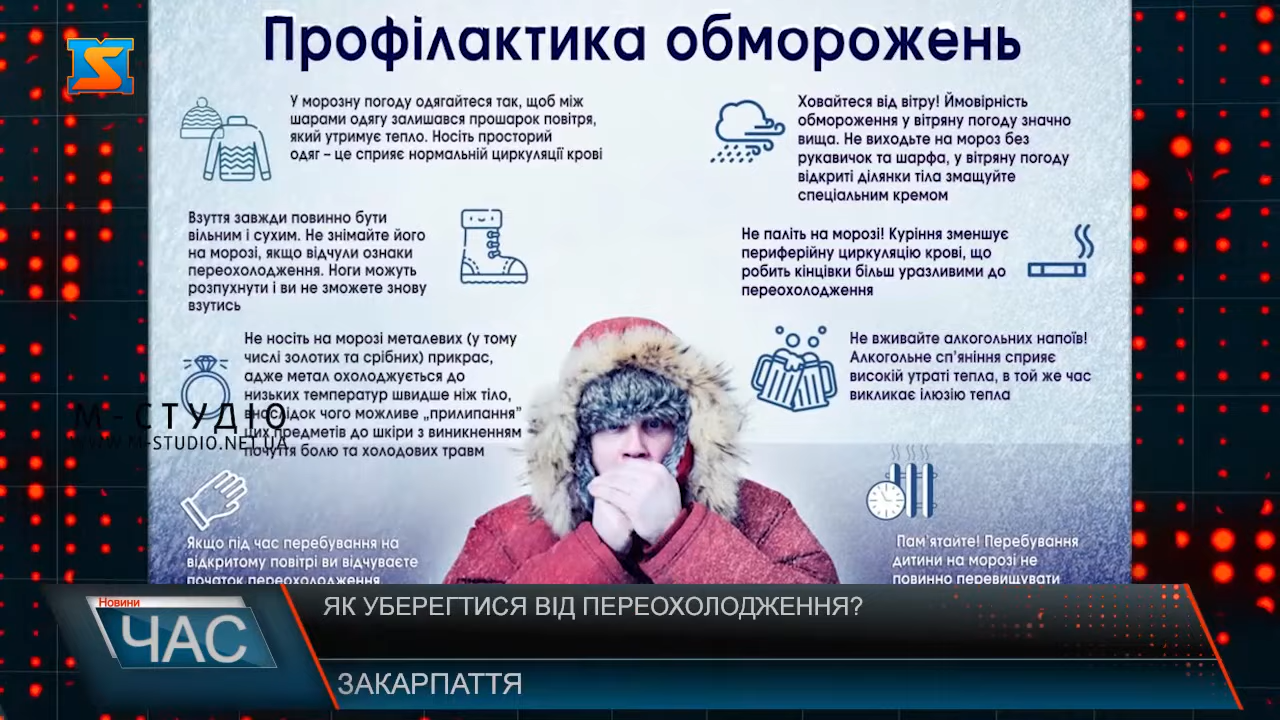 Профілактика обморожень
У морозну погоду одягайтеся так, щоб між
шарами одягу залишався прошарок повітря,
який утримує тепло. Носіть просторий
одяг – це сприяє нормальній циркуляції крові
Ховайтеся від вітру! Ймовірність
обмороження у вітряну погоду значно
вища. Не виходьте на мороз без
рукавичок та шарфа, у вітряну погоду
відкриті ділянки тіла змащуйте
спеціальним кремом
Взуття завжди повинно бути
вільним і сухим. Не знімайте його
на морозі, якщо відчули ознаки
переохолодження. Ноги можуть
розпухнути і ви не зможете знову
взутись
Не паліть на морозі! Куріння зменшує
периферійну циркуляцію крові, що
робить кінцівки більш уразливими до
переохолодження
Не носіть на морозі металевих (у тому
числі золотих та срібних) прикрас,
адже метал охолоджується до
низьких температур швидше ніж тіло,
внаслідок чого можливе „прилипання”
цих предметів до шкіри з виникненням
почуття болю та холодових травм
Не вживайте алкогольних напоїв!
Алкогольне сп’яніння сприяє
високій утраті тепла, в той же час
викликає ілюзію тепла
М-СТУДІО
WWW.M-STUDIO.NET.UA
Якщо під час перебування на
відкритому повітрі ви відчуваєте
початок переохолодження,
Пам’ятайте! Перебування
дитини на морозі не
повинно перевищувати
Новини
ЧАС
ЯК УБЕРЕГТИСЯ ВІД ПЕРЕОХОЛОДЖЕННЯ?
ЗАКАРПАТТЯ